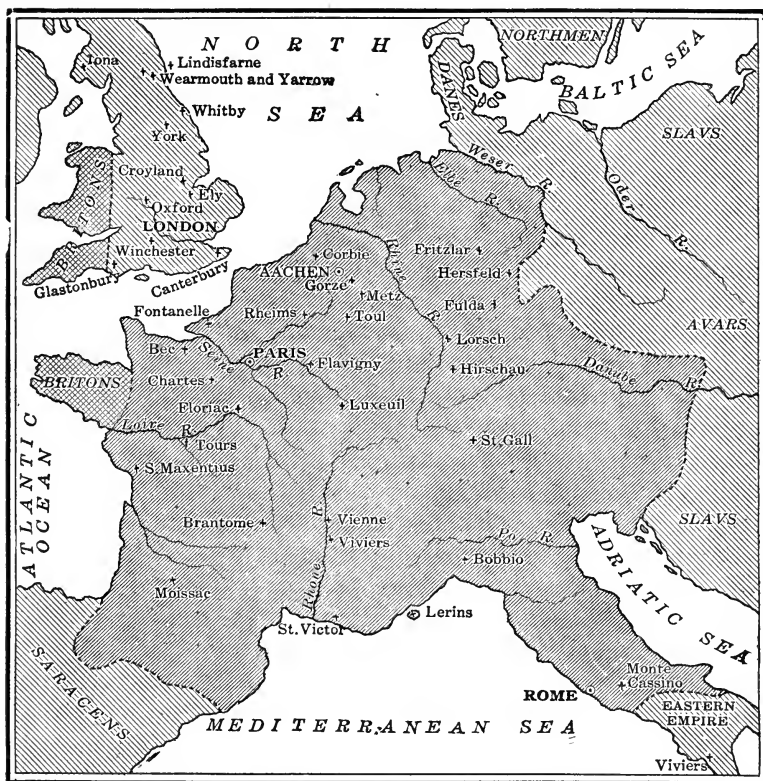 NORTH
SEA
NORTHMEN
BALTIC SEA
DANES
SLAVS
Iona
Lindisfarne
Wearmouth and Yarrow
Whitby
York
Croyland
Ely
Oxford
LONDON
Winchester
Canterbury
Glastonbury
BRITONS
Weser R.
Elbe R.
Oder R.
Rhine R.
Corbie
AACHEN
Gorze
Metz
Toul
Rheims
Fritzlar
Hersfeld
Fulda
Lorsch
Hirschau
AVARS
Danube R.
Fontanelle
Bec
Seine R.
PARIS
Flavigny
BRITONS
Chartes
Floriac
Luxeuil
Loire R.
Tours
St. Gall
S. Maxentius
ATLANTIC
OCEAN
Brantome
Vienne
Viviers
Rhone R.
Po R.
Bobbio
SLAVS
ADRIATIC SEA
Moissac
St. Victor
Lerins
SARACENS
Monte
Cassino
ROME
EASTERN
EMPIRE
MEDITERRANEAN SEA
Viviers